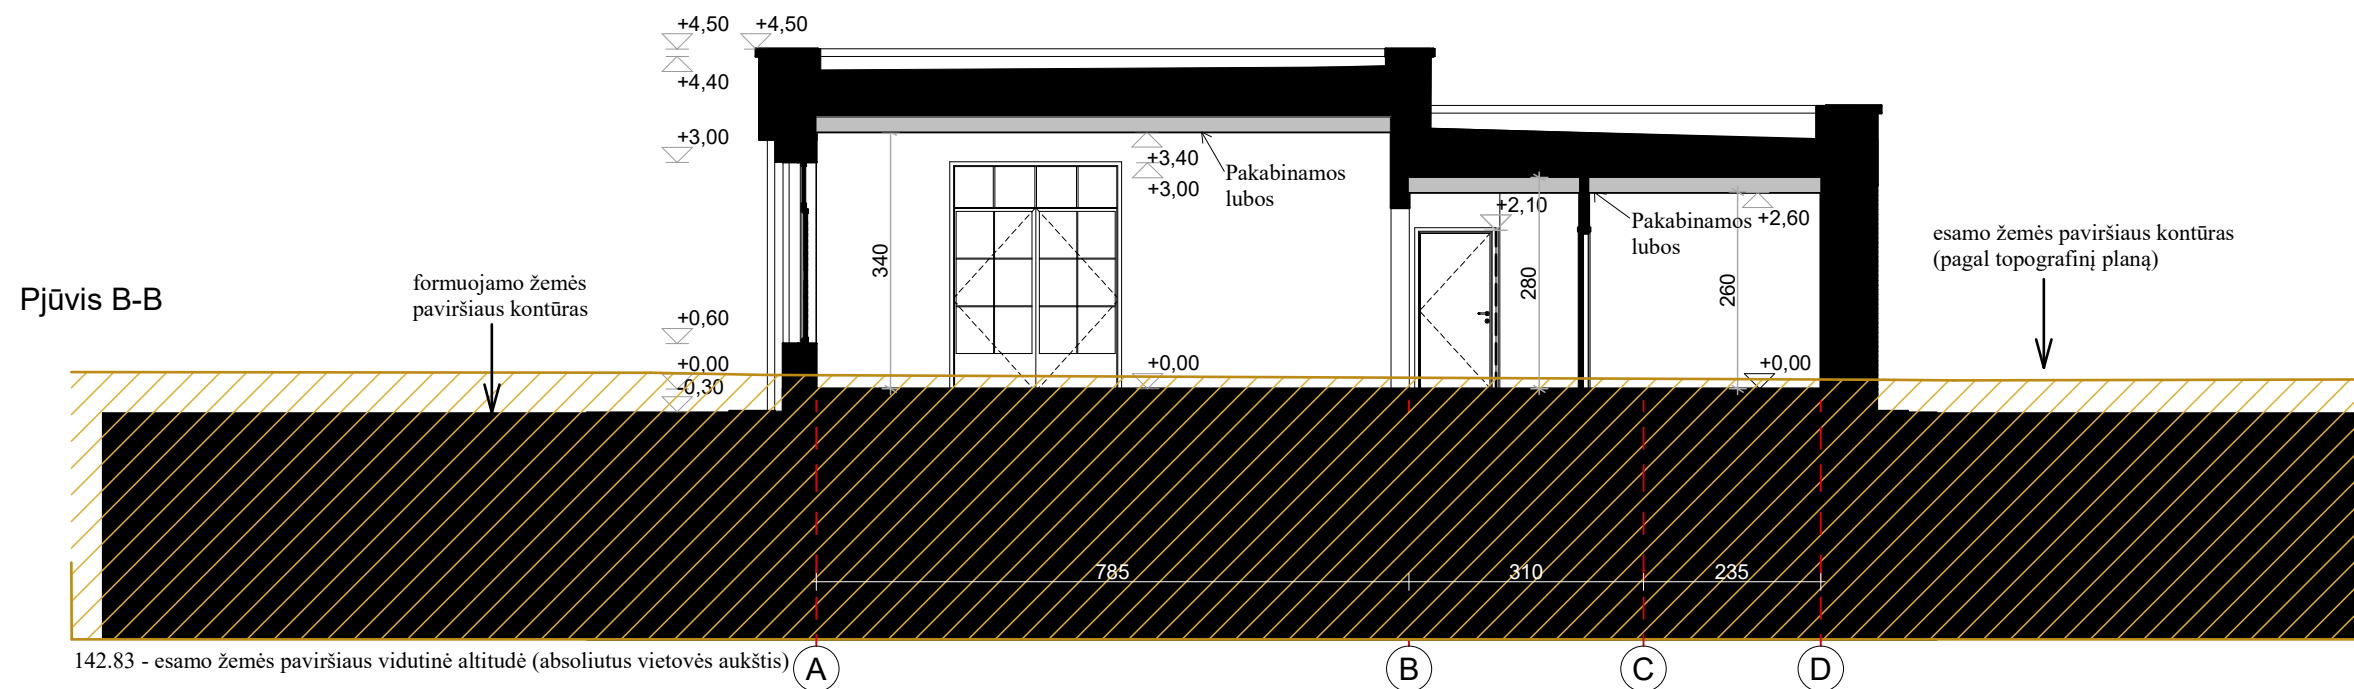 +4,50
+4,50
+4,40
+3,00
+3,40
+3,00
Pakabinamos
lubos
+2,10
Pakabinamos
lubos
+2,60
340
280
260
esamo žemės paviršiaus kontūras
(pagal topografinį planą)
Pjūvis B-B
formuojamo žemės
paviršiaus kontūras
+0,60
+0,00
-0,30
+0,00
+0,00
785
310
235
142.83 - esamo žemės paviršiaus vidutinė altitudė (absoliutus vietovės aukštis)
A
B
C
D